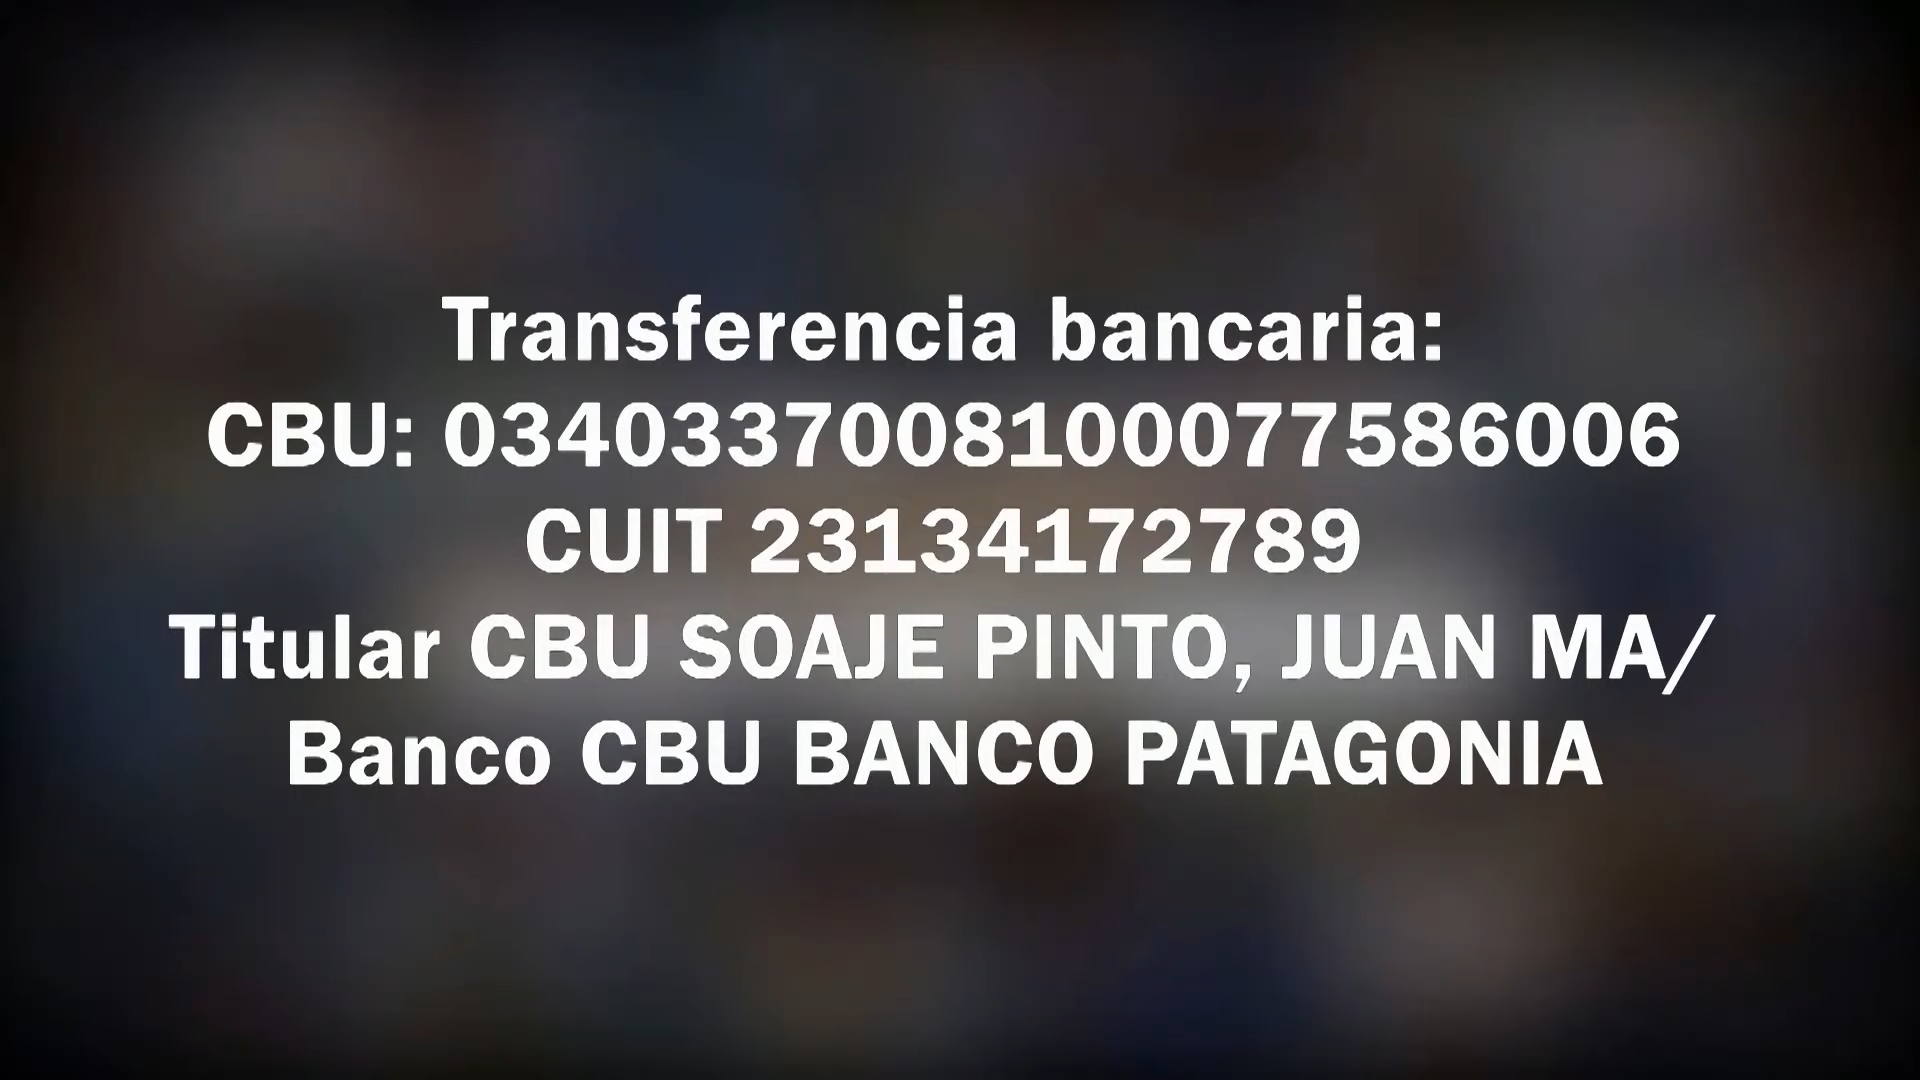 Transferencia bancaria:
CBU: 0340337008100077586006
CUIT 23134172789
Titular CBU SOAJE PINTO, JUAN MA/
Banco CBU BANCO PATAGONIA